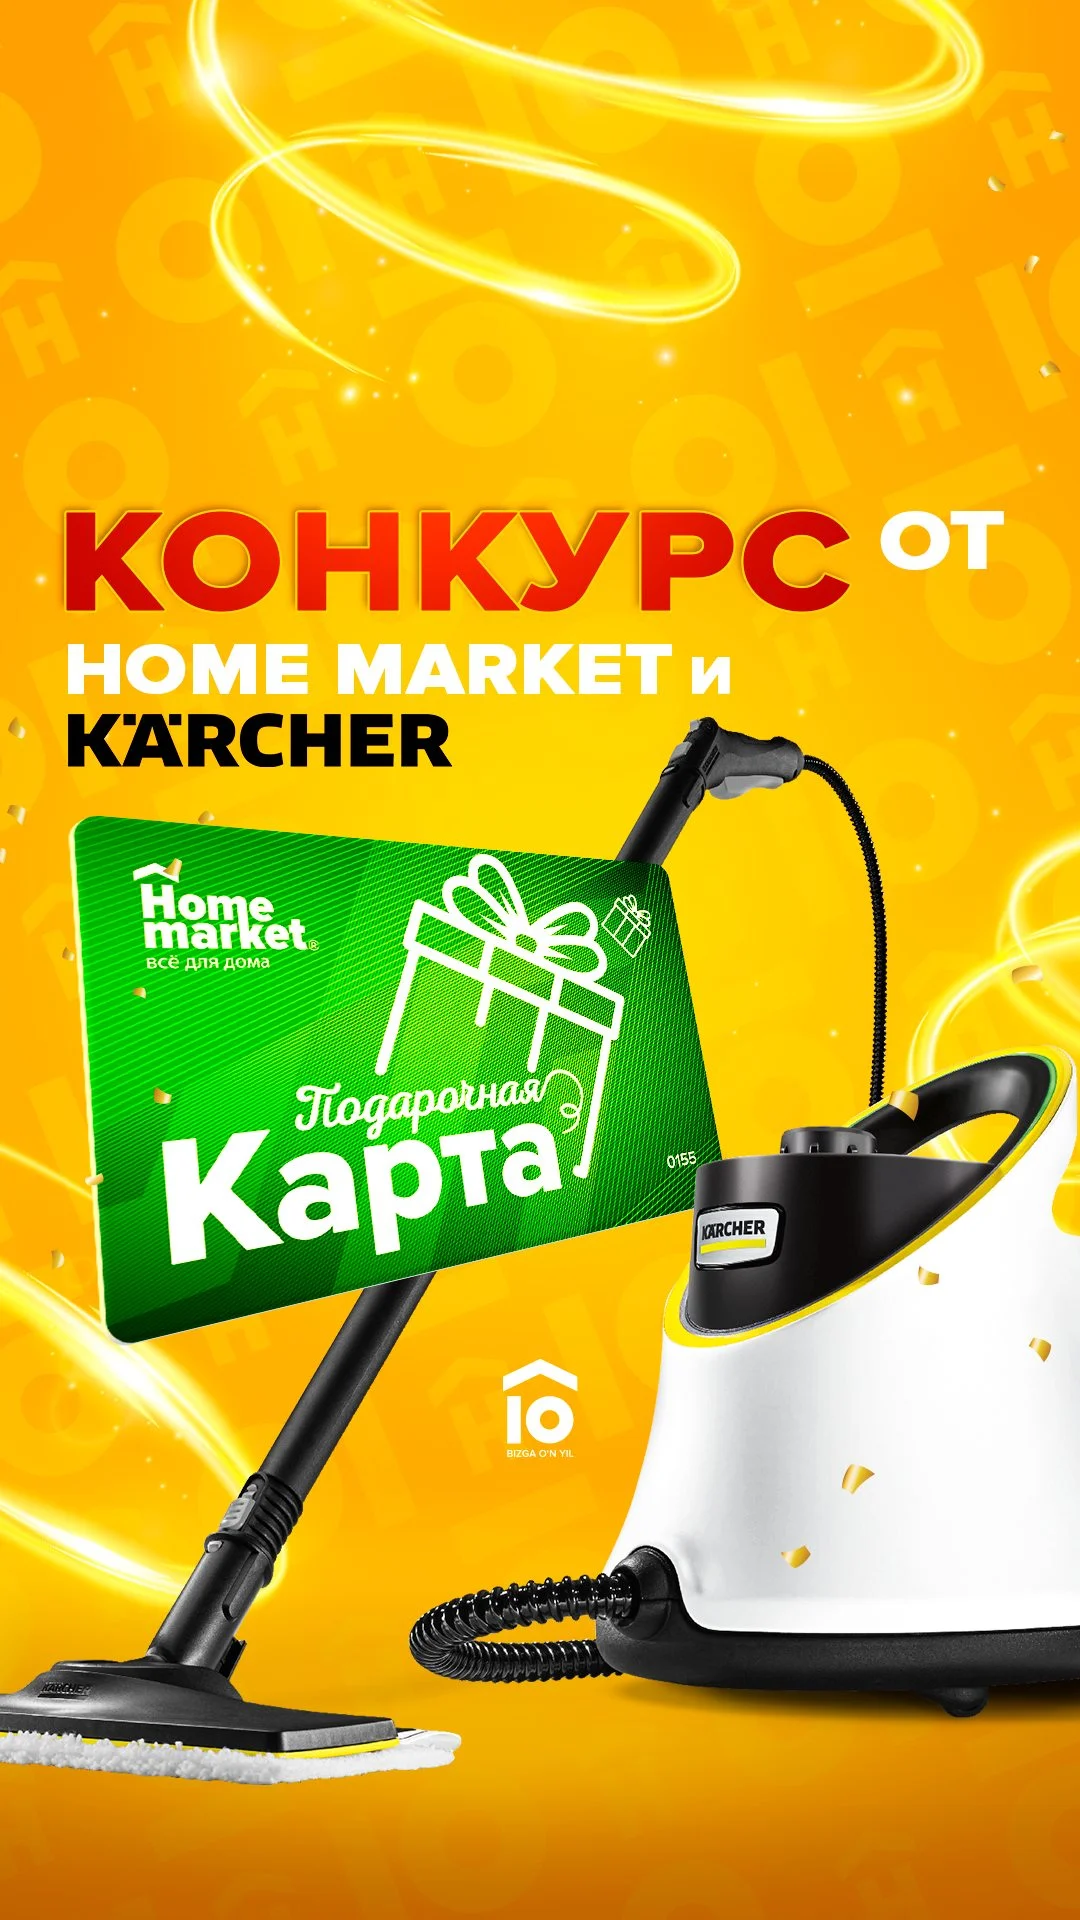 КОНКУРС ОТ
HOME MARKET и
KÄRCHER
Home
market®
всё для дома
Подарочная
Карта
0155
KÄRCHER
10
BIZGA O'N YIL
KÄRCHER